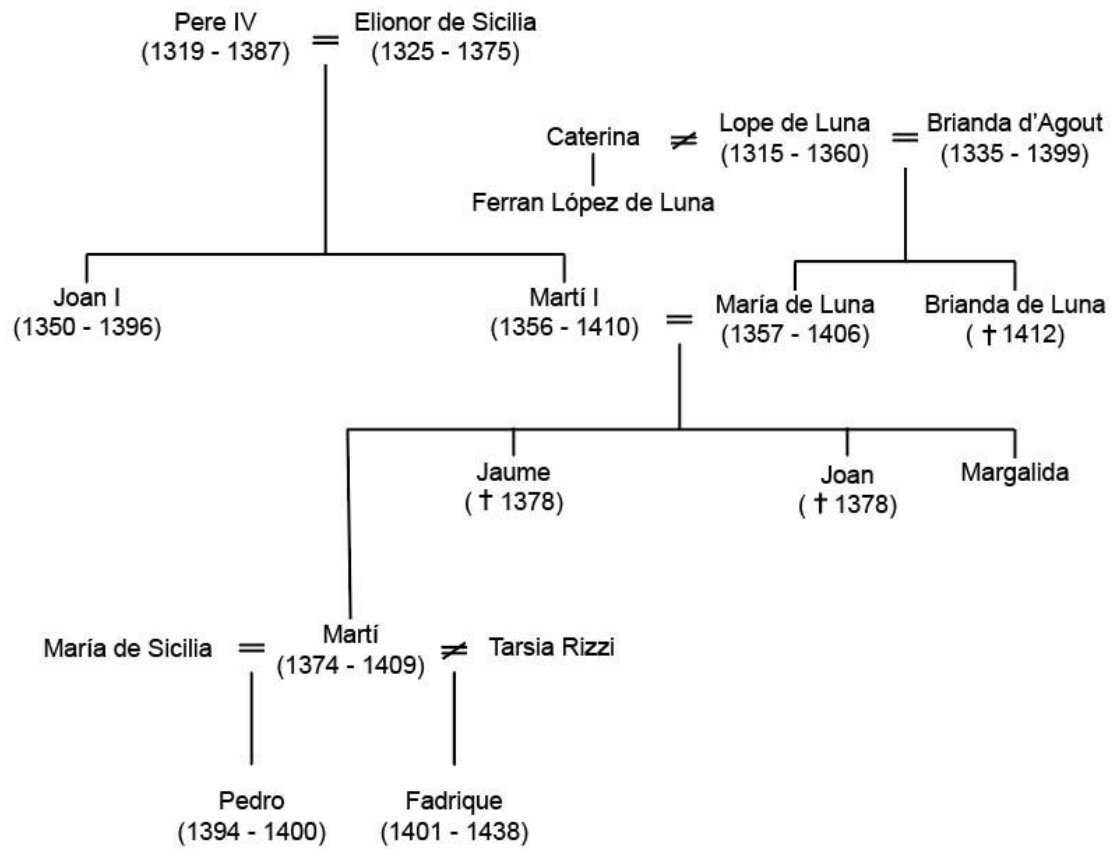 Pere IV = Elionor de Sicilia
(1319 - 1387) (1325 - 1375)
Caterina ≠ Lope de Luna = Brianda d'Agout
(1315 - 1360) (1335 - 1399)
Ferran López de Luna
Joan I
(1350 - 1396)
Martí I = María de Luna
(1356 - 1410) (1357 - 1406)
Brianda de Luna
( † 1412)
Jaume
( † 1378)
Joan
( † 1378)
Margalida
María de Sicilia = Martí ≠ Tarsia Rizzi
(1374 - 1409)
Pedro
(1394 - 1400)
Fadrique
(1401 - 1438)